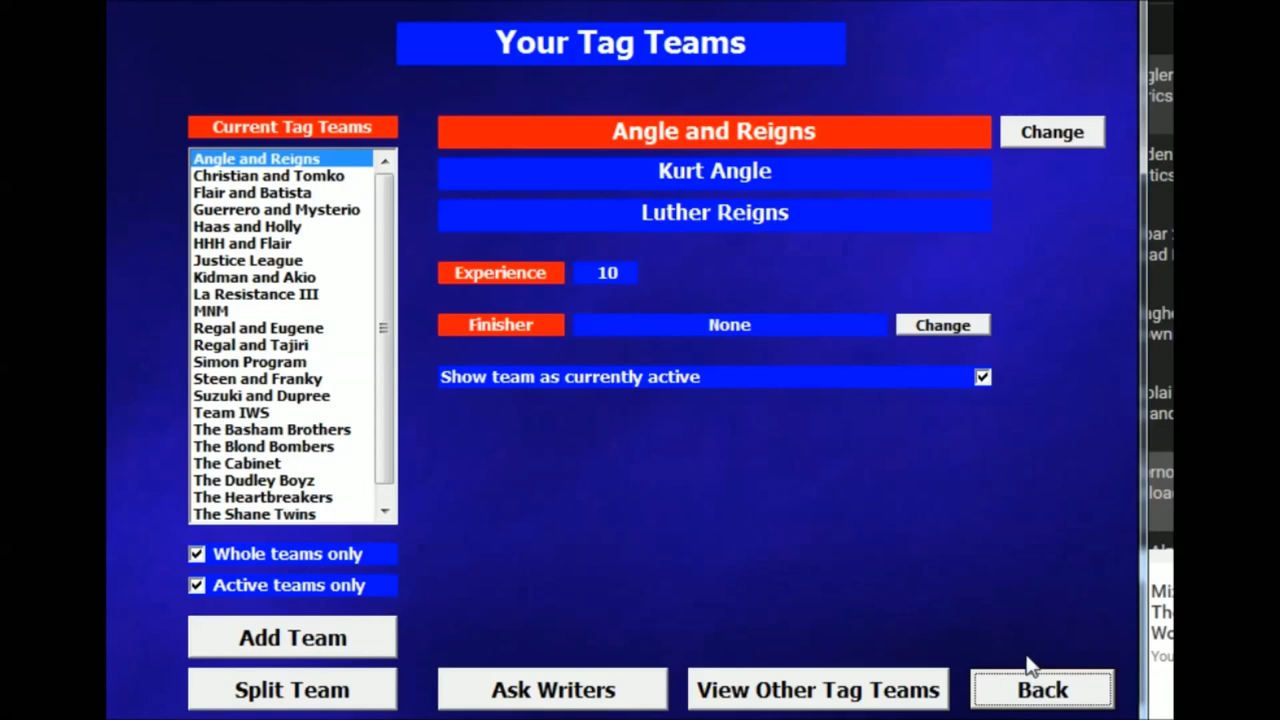 Your Tag Teams
Current Tag Teams
Angle and Reigns
Christian and Tomko
Flair and Batista
Guerrero and Mysterio
Haas and Holly
HHH and Flair
Justice League
Kidman and Akio
La Resistance III
MNM
Regal and Eugene
Regal and Tajiri
Simon Program
Steen and Franky
Suzuki and Dupree
Team IWS
The Basham Brothers
The Blond Bombers
The Cabinet
The Dudley Boyz
The Heartbreakers
The Shane Twins
Whole teams only
Active teams only
Add Team
Split Team
Angle and Reigns
Change
Kurt Angle
Luther Reigns
Experience 10
Finisher None Change
Show team as currently active
Ask Writers
View Other Tag Teams
Back